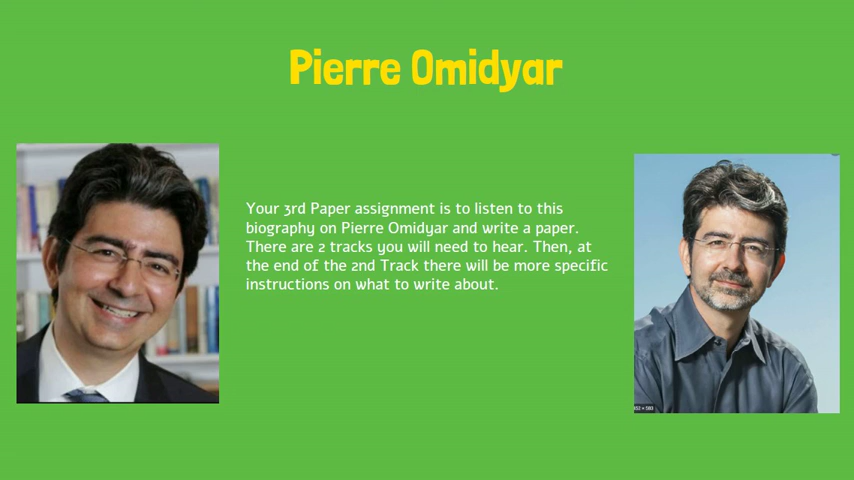 Pierre Omidyar
Your 3rd Paper assignment is to listen to this
biography on Pierre Omidyar and write a paper.
There are 2 tracks you will need to hear. Then, at
the end of the 2nd Track there will be more specific
instructions on what to write about.